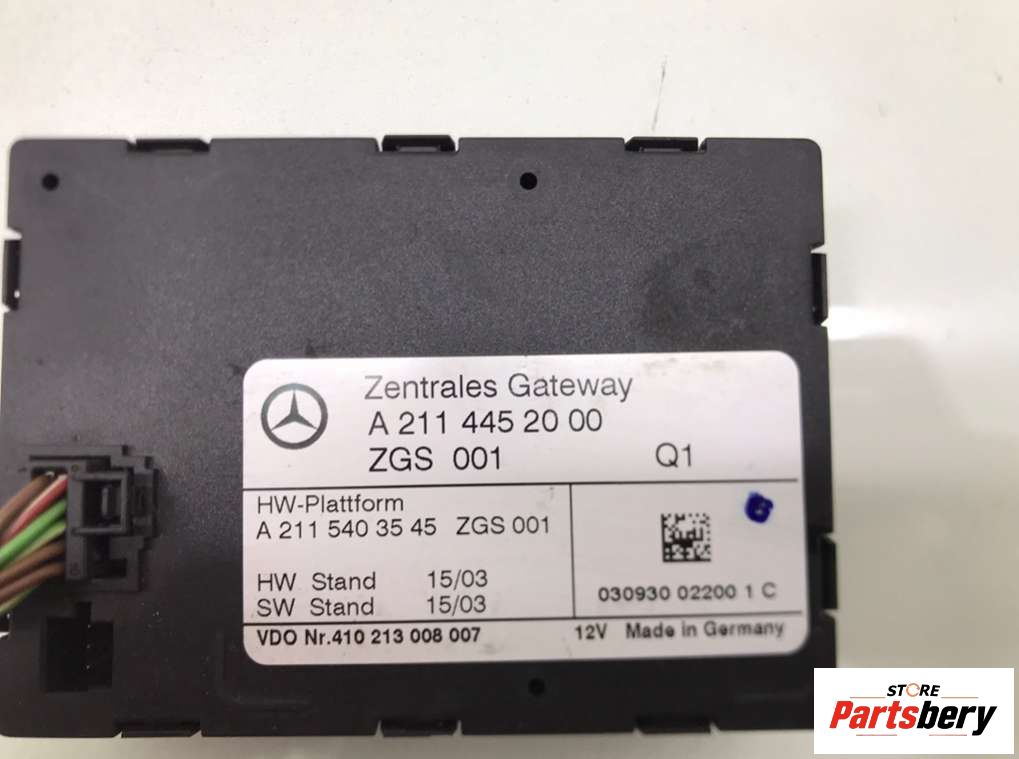 Zentrales Gateway
A 211 445 20 00
ZGS 001 Q1
HW-Plattform
A 211 540 35 45 ZGS 001
HW Stand 15/03
SW Stand 15/03
030930 02200 1 C
VDO Nr.410 213 008 007 12V Made in Germany
STORE
Partsbery